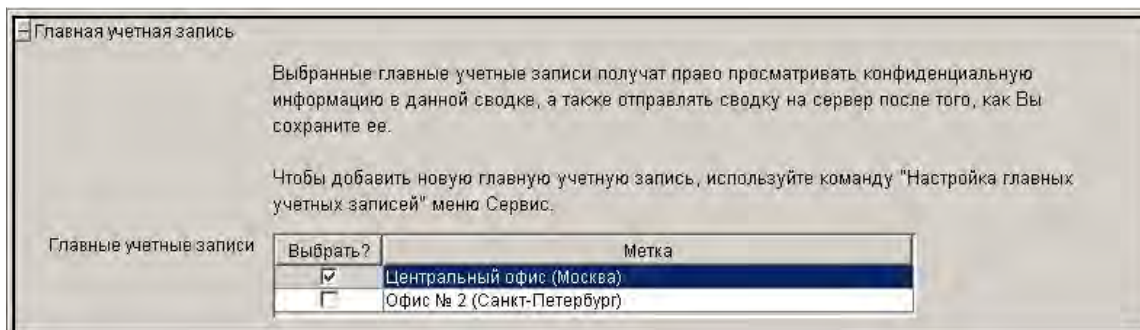 Главная учетная запись
Выбранные главные учетные записи получат право просматривать конфиденциальную
информацию в данной сводке, а также отправлять сводку на сервер после того, как Вы
сохраните ее.
Чтобы добавить новую главную учетную запись, используйте команду "Настройка главных
учетных записей" меню Сервис.
Главные учетные записи
Выбрать? Метка
Центральный офис (Москва)
Офис № 2 (Санкт-Петербург)